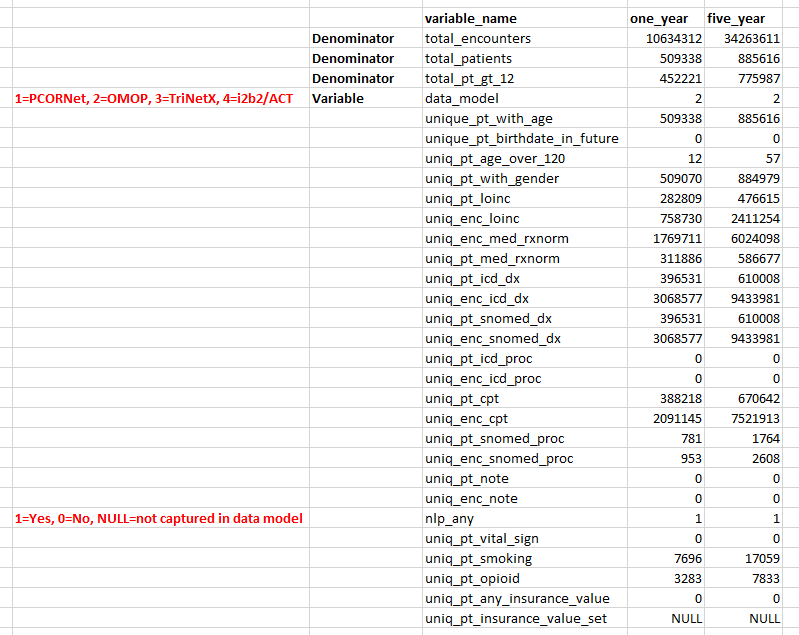 variable_name one_year five_year
Denominator total_encounters 10634312 34263611
Denominator total_patients 509338 885616
Denominator total_pt_gt_12 452221 775987
1=PCORNet, 2=OMOP, 3=TriNetX, 4=i2b2/ACT Variable data_model 2 2
unique_pt_with_age 509338 885616
unique_pt_birthdate_in_future 0 0
uniq_pt_age_over_120 12 57
uniq_pt_with_gender 509070 884979
uniq_pt_loinc 282809 476615
uniq_enc_loinc 758730 2411254
uniq_enc_med_rxnorm 1769711 6024098
uniq_pt_med_rxnorm 311886 586677
uniq_pt_icd_dx 396531 610008
uniq_enc_icd_dx 3068577 9433981
uniq_pt_snomed_dx 396531 610008
uniq_enc_snomed_dx 3068577 9433981
uniq_pt_icd_proc 0 0
uniq_enc_icd_proc 0 0
uniq_pt_cpt 388218 670642
uniq_enc_cpt 2091145 7521913
uniq_pt_snomed_proc 781 1764
uniq_enc_snomed_proc 953 2608
uniq_pt_note 0 0
uniq_enc_note 0 0
1=Yes, 0=No, NULL=not captured in data model nlp_any 1 1
uniq_pt_vital_sign 0 0
uniq_pt_smoking 7696 17059
uniq_pt_opioid 3283 7833
uniq_pt_any_insurance_value 0 0
uniq_pt_insurance_value_set NULL NULL